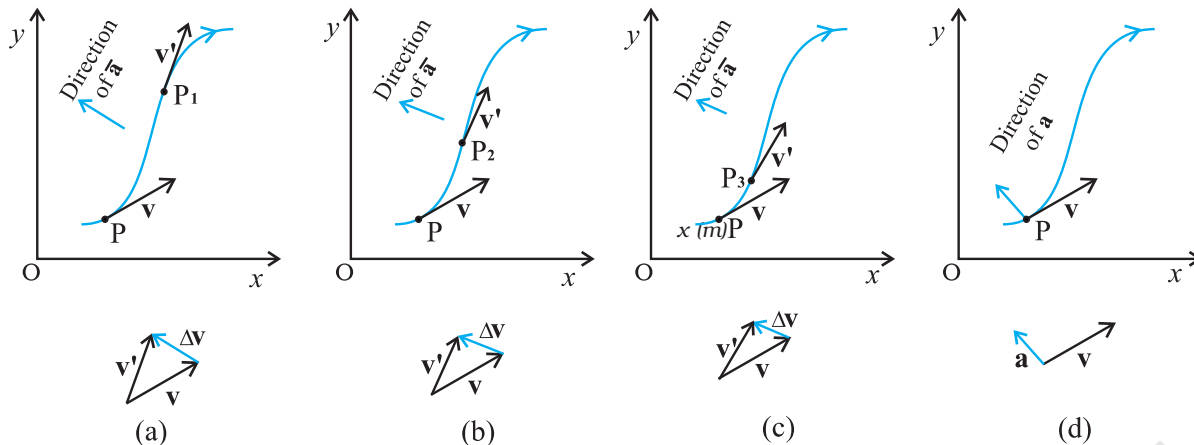 y
Direction
of a̅
v'
P₁
v
P
O
x
Δv
v'
v
(a)
y
Direction
of a̅
v'
P₂
v
P
O
x
Δv
v'
v
(b)
y
Direction
of a̅
v'
P₃
v
x (m)P
O
x
Δv
v'
v
(c)
y
Direction
of a
v
P
O
x
a
v
(d)